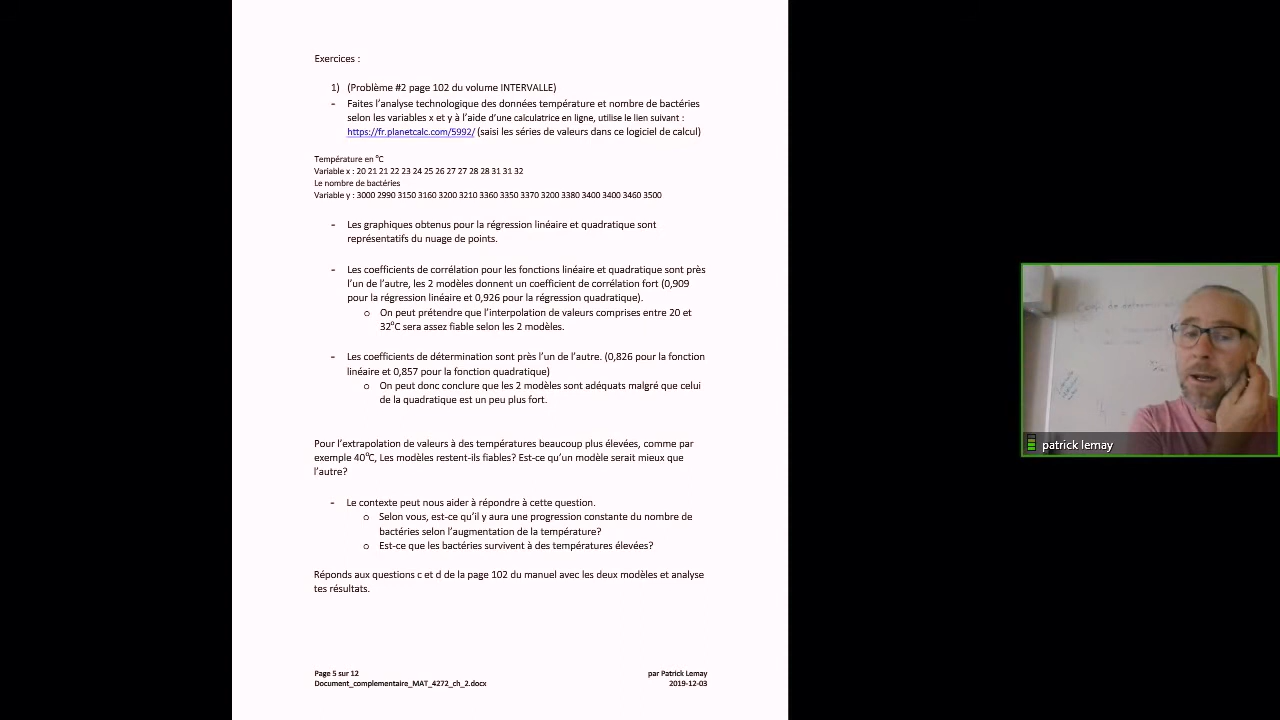 Exercices :
1) (Problème #2 page 102 du volume INTERVALLE)
- Faites l'analyse technologique des données température et nombre de bactéries
selon les variables x et y à l'aide d'une calculatrice en ligne, utilise le lien suivant :
https://fr.planetcalc.com/5992/ (saisi les séries de valeurs dans ce logiciel de calcul)
Température en °C
Variable x : 20 21 21 22 23 24 25 26 27 27 28 28 31 31 32
Le nombre de bactéries
Variable y : 3000 2990 3150 3160 3200 3210 3360 3350 3370 3200 3380 3400 3400 3460 3500
- Les graphiques obtenus pour la régression linéaire et quadratique sont
représentatifs du nuage de points.
- Les coefficients de corrélation pour les fonctions linéaire et quadratique sont près
l'un de l'autre, les 2 modèles donnent un coefficient de corrélation fort (0,909
pour la régression linéaire et 0,926 pour la régression quadratique).
o On peut prétendre que l'interpolation de valeurs comprises entre 20 et
32°C sera assez fiable selon les 2 modèles.
- Les coefficients de détermination sont près l'un de l'autre. (0,826 pour la fonction
linéaire et 0,857 pour la fonction quadratique)
o On peut donc conclure que les 2 modèles sont adéquats malgré que celui
de la quadratique est un peu plus fort.
Pour l'extrapolation de valeurs à des températures beaucoup plus élevées, comme par
exemple 40°C, Les modèles restent-ils fiables? Est-ce qu'un modèle serait mieux que
l'autre?
- Le contexte peut nous aider à répondre à cette question.
o Selon vous, est-ce qu'il y aura une progression constante du nombre de
bactéries selon l'augmentation de la température?
o Est-ce que les bactéries survivent à des températures élevées?
Réponds aux questions c et d de la page 102 du manuel avec les deux modèles et analyse
tes résultats.
Page 5 sur 12
par Patrick Lemay
Document_complementaire_MAT_4272_ch_2.docx
2019-12-03
patrick lemay